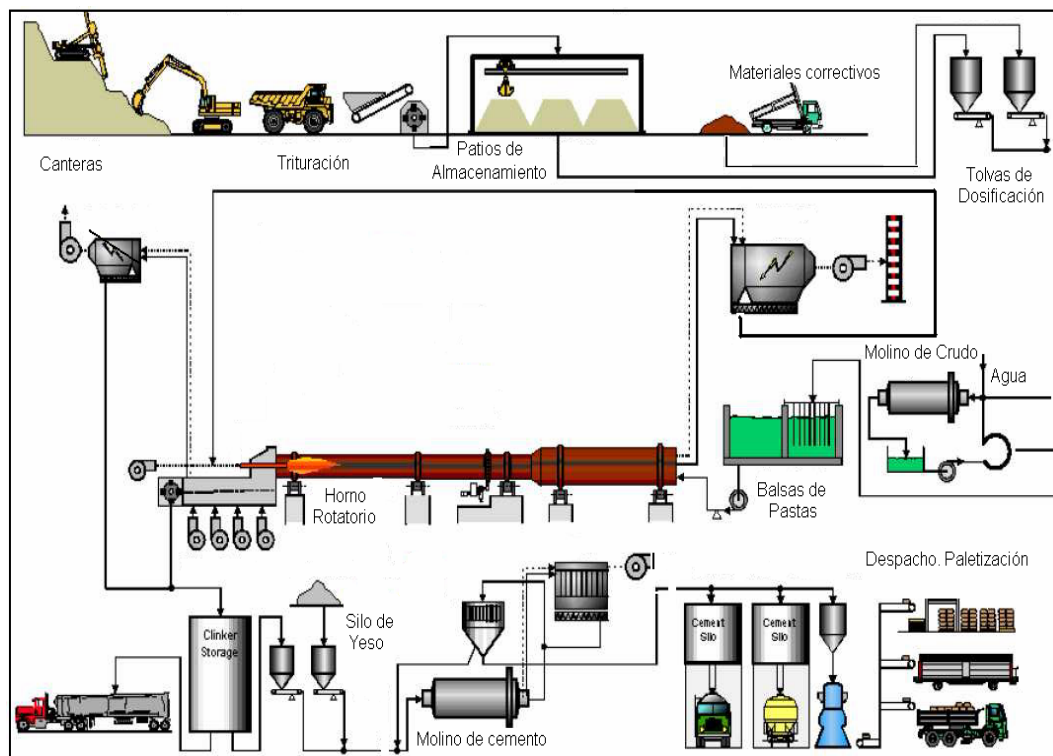 Canteras
Trituración
Patios de
Almacenamiento
Materiales correctivos
Tolvas de
Dosificación
Molino de Crudo
Agua
Balsas de
Pastas
Horno
Rotatorio
Despacho. Paletización
Clinker
Storage
Silo de
Yeso
Molino de cemento
Cement
Silo
Cement
Silo